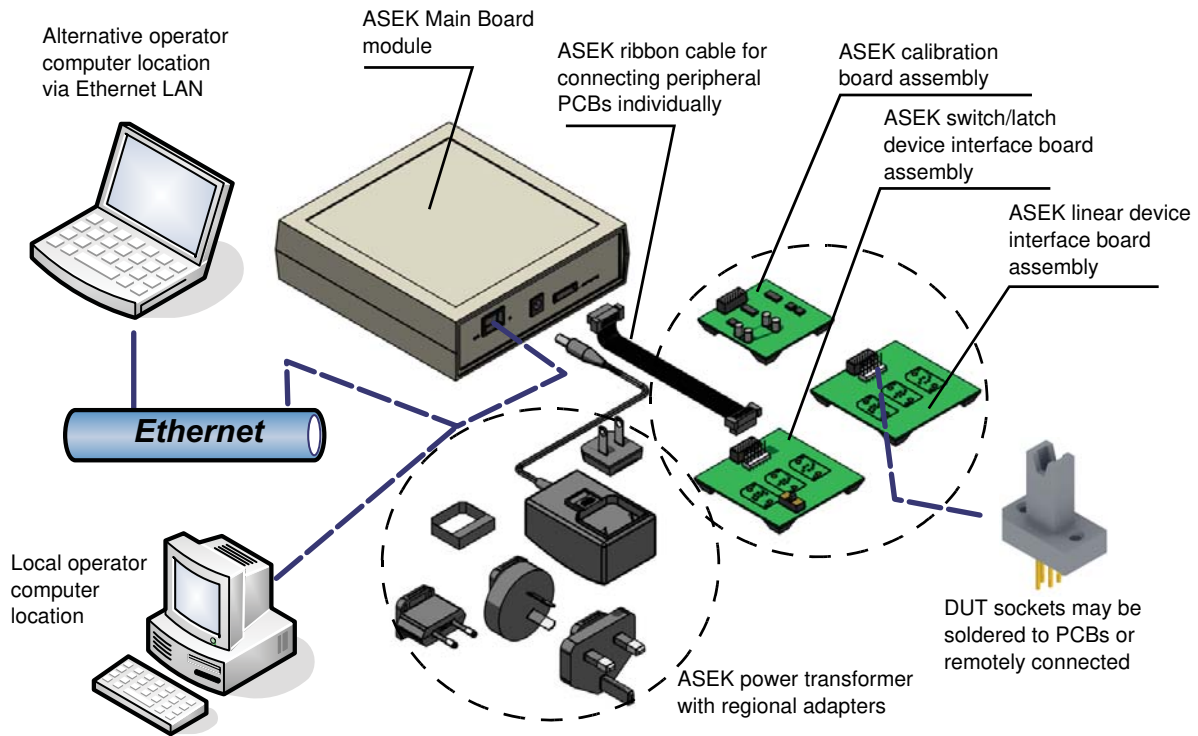 Alternative operator
computer location
via Ethernet LAN
ASEK Main Board
module
ASEK ribbon cable for
connecting peripheral
PCBs individually
ASEK calibration
board assembly
ASEK switch/latch
device interface board
assembly
ASEK linear device
interface board
assembly
Ethernet
Local operator
computer
location
ASEK power transformer
with regional adapters
DUT sockets may be
soldered to PCBs or
remotely connected